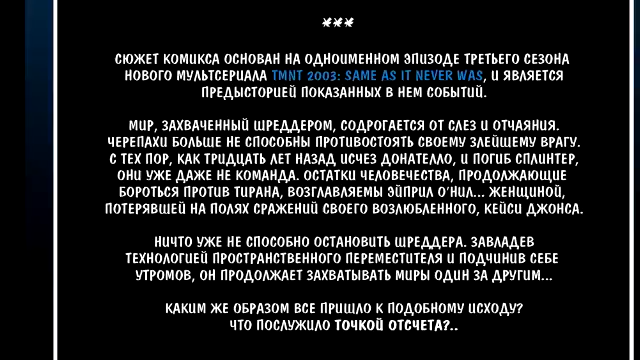 ***
СЮЖЕТ КОМИКСА ОСНОВАН НА ОДНОИМЕННОМ ЭПИЗОДЕ ТРЕТЬЕГО СЕЗОНА
НОВОГО МУЛЬТСЕРИАЛА TMNT 2003: SAME AS IT NEVER WAS, И ЯВЛЯЕТСЯ
ПРЕДЫСТОРИЕЙ ПОКАЗАННЫХ В НЕМ СОБЫТИЙ.
МИР, ЗАХВАЧЕННЫЙ ШРЕДДЕРОМ, СОДРОГАЕТСЯ ОТ СЛЕЗ И ОТЧАЯНИЯ.
ЧЕРЕПАХИ БОЛЬШЕ НЕ СПОСОБНЫ ПРОТИВОСТОЯТЬ СВОЕМУ ЗЛЕЙШЕМУ ВРАГУ.
С ТЕХ ПОР, КАК ТРИДЦАТЬ ЛЕТ НАЗАД ИСЧЕЗ ДОНАТЕЛЛО, И ПОГИБ СПЛИНТЕР,
ОНИ УЖЕ ДАЖЕ НЕ КОМАНДА. ОСТАТКИ ЧЕЛОВЕЧЕСТВА, ПРОДОЛЖАЮЩИЕ
БОРОТЬСЯ ПРОТИВ ТИРАНА, ВОЗГЛАВЛЯЕМЫ ЭЙПРИЛ О'НИЛ... ЖЕНЩИНОЙ,
ПОТЕРЯВШЕЙ НА ПОЛЯХ СРАЖЕНИЙ СВОЕГО ВОЗЛЮБЛЕННОГО, КЕЙСИ ДЖОНСА.
НИЧТО УЖЕ НЕ СПОСОБНО ОСТАНОВИТЬ ШРЕДДЕРА. ЗАВЛАДЕВ
ТЕХНОЛОГИЕЙ ПРОСТРАНСТВЕННОГО ПЕРЕМЕСТИТЕЛЯ И ПОДЧИНИВ СЕБЕ
УТРОМОВ, ОН ПРОДОЛЖАЕТ ЗАХВАТЫВАТЬ МИРЫ ОДИН ЗА ДРУГИМ...
КАКИМ ЖЕ ОБРАЗОМ ВСЕ ПРИШЛО К ПОДОБНОМУ ИСХОДУ?
ЧТО ПОСЛУЖИЛО ТОЧКОЙ ОТСЧЕТА?..